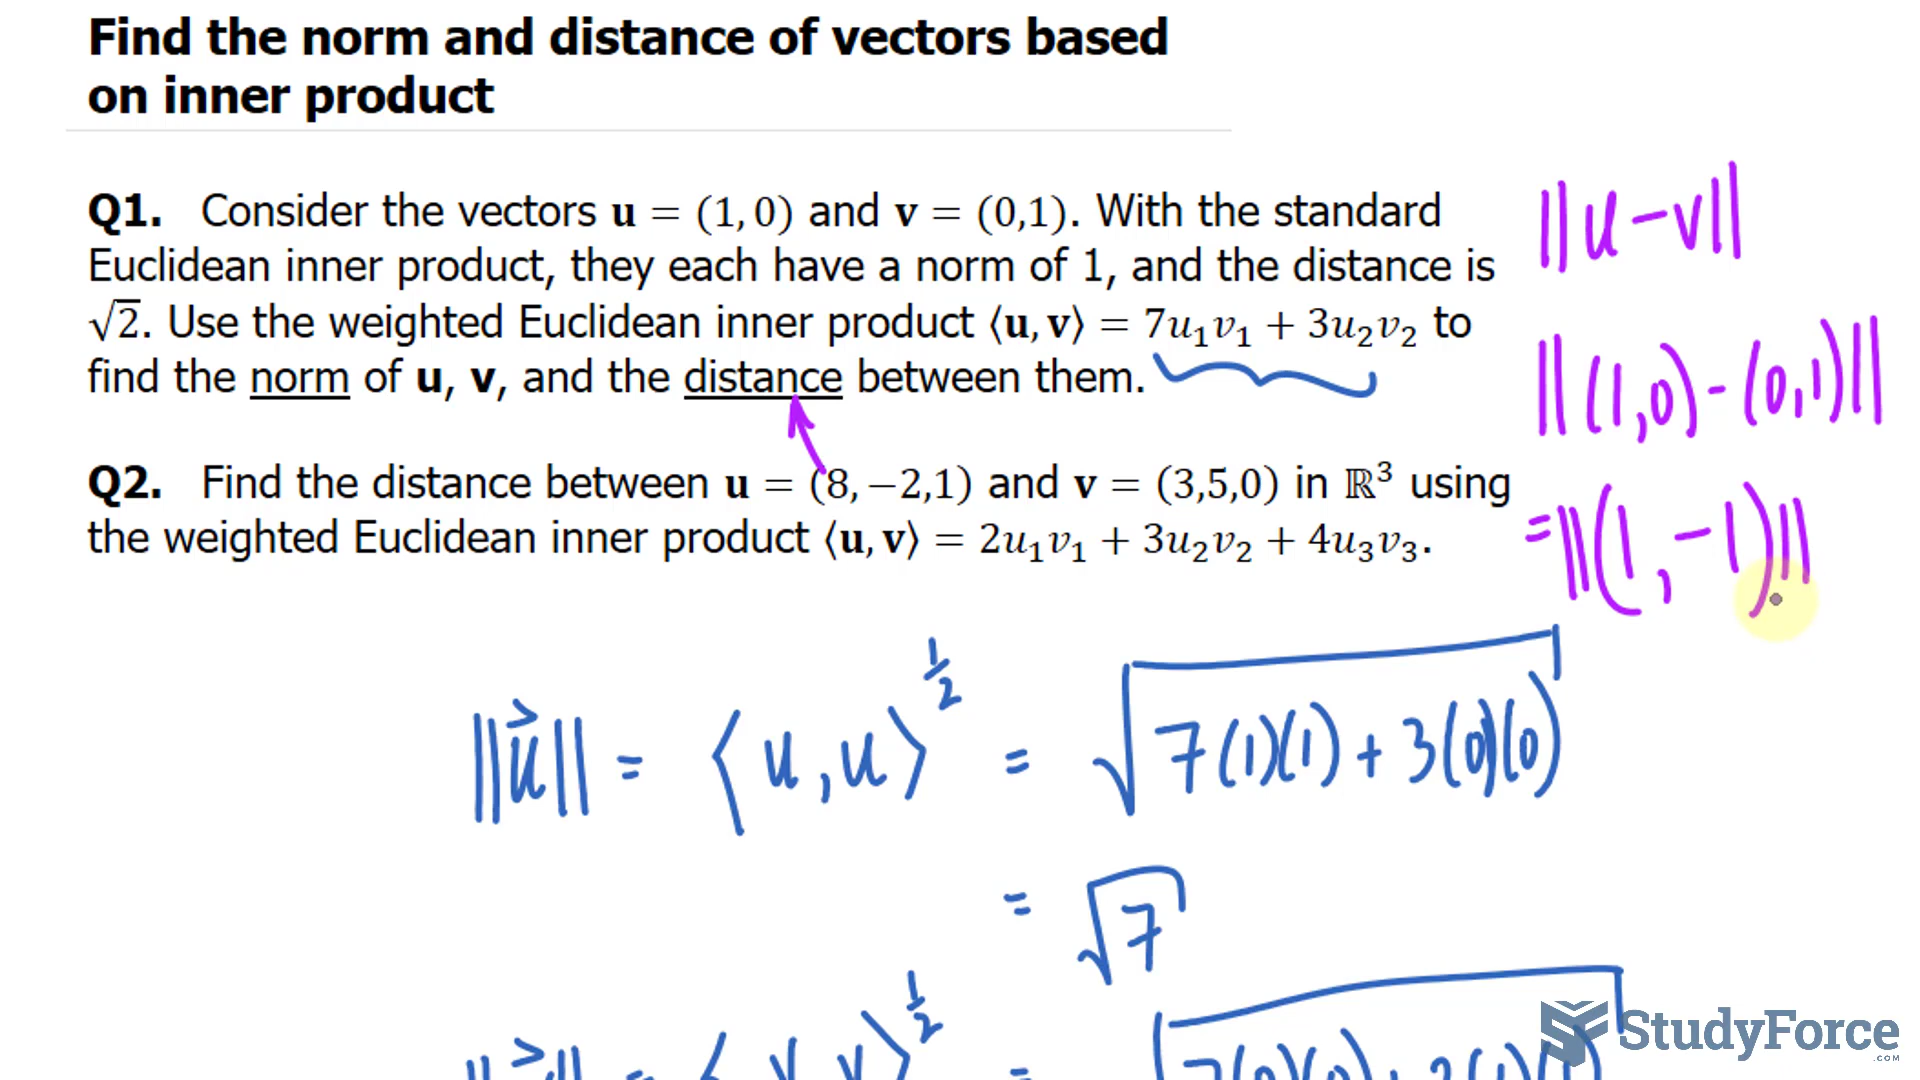 Find the norm and distance of vectors based
on inner product
Q1. Consider the vectors u = (1, 0) and v = (0,1). With the standard
Euclidean inner product, they each have a norm of 1, and the distance is
√2. Use the weighted Euclidean inner product ⟨u, v⟩ = 7u₁v₁ + 3u₂v₂ to
find the norm of u, v, and the distance between them.
Q2. Find the distance between u = (8, −2,1) and v = (3,5,0) in ℝ³ using
the weighted Euclidean inner product ⟨u, v⟩ = 2u₁v₁ + 3u₂v₂ + 4u₃v₃.
||u − v||
||(1,0) − (0,1)||
= ||(1, −1)||
||u⃗|| = ⟨u, u⟩^½ = √7(1)(1) + 3(0)(0)
= √7
= ⟨v, v⟩^½ =
StudyForce
.COM